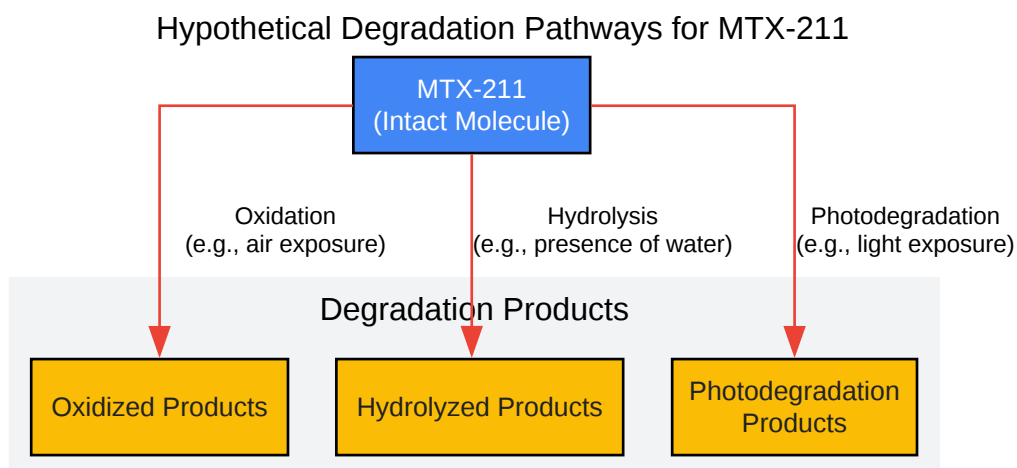 Hypothetical Degradation Pathways for MTX-211
MTX-211
(Intact Molecule)
Oxidation
(e.g., air exposure)
Hydrolysis
(e.g., presence of water)
Photodegradation
(e.g., light exposure)
Degradation Products
Oxidized Products
Hydrolyzed Products
Photodegradation
Products